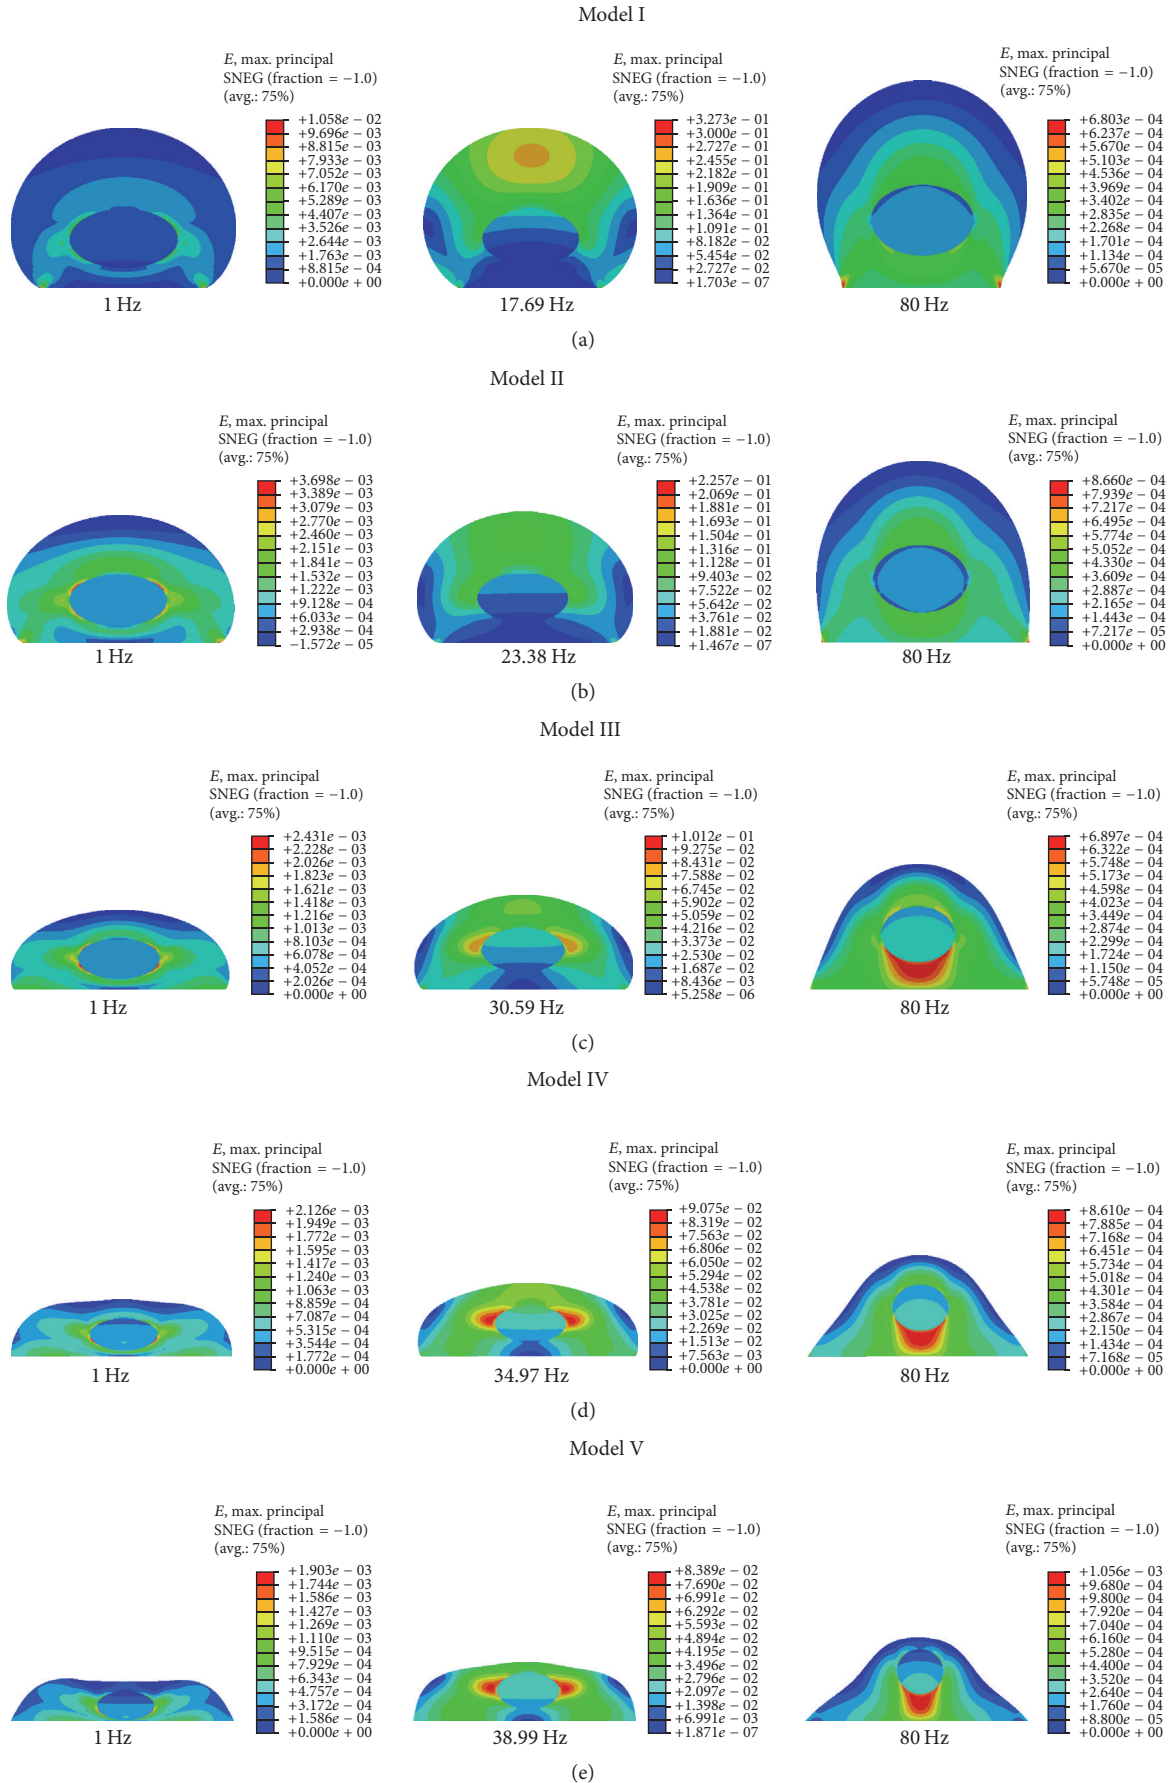 Model I
E, max. principal
SNEG (fraction = −1.0)
(avg.: 75%)
+1.058e − 02
+9.696e − 03
+8.815e − 03
+7.933e − 03
+7.052e − 03
+6.170e − 03
+5.289e − 03
+4.407e − 03
+3.526e − 03
+2.644e − 03
+1.763e − 03
+8.815e − 04
+0.000e + 00
1 Hz
E, max. principal
SNEG (fraction = −1.0)
(avg.: 75%)
+3.273e − 01
+3.000e − 01
+2.727e − 01
+2.455e − 01
+2.182e − 01
+1.909e − 01
+1.636e − 01
+1.364e − 01
+1.091e − 01
+8.182e − 02
+5.454e − 02
+2.727e − 02
+1.703e − 07
17.69 Hz
E, max. principal
SNEG (fraction = −1.0)
(avg.: 75%)
+6.803e − 04
+6.237e − 04
+5.670e − 04
+5.103e − 04
+4.536e − 04
+3.969e − 04
+3.402e − 04
+2.835e − 04
+2.268e − 04
+1.701e − 04
+1.134e − 04
+5.670e − 05
+0.000e + 00
80 Hz
(a)
Model II
E, max. principal
SNEG (fraction = −1.0)
(avg.: 75%)
+3.698e − 03
+3.389e − 03
+3.079e − 03
+2.770e − 03
+2.460e − 03
+2.151e − 03
+1.841e − 03
+1.532e − 03
+1.222e − 03
+9.128e − 04
+6.033e − 04
+2.938e − 04
−1.572e − 05
1 Hz
E, max. principal
SNEG (fraction = −1.0)
(avg.: 75%)
+2.257e − 01
+2.069e − 01
+1.881e − 01
+1.693e − 01
+1.504e − 01
+1.316e − 01
+1.128e − 01
+9.403e − 02
+7.522e − 02
+5.642e − 02
+3.761e − 02
+1.881e − 02
+1.467e − 07
23.38 Hz
E, max. principal
SNEG (fraction = −1.0)
(avg.: 75%)
+8.660e − 04
+7.939e − 04
+7.217e − 04
+6.495e − 04
+5.774e − 04
+5.052e − 04
+4.330e − 04
+3.609e − 04
+2.887e − 04
+2.165e − 04
+1.443e − 04
+7.217e − 05
+0.000e + 00
80 Hz
(b)
Model III
E, max. principal
SNEG (fraction = −1.0)
(avg.: 75%)
+2.431e − 03
+2.228e − 03
+2.026e − 03
+1.823e − 03
+1.621e − 03
+1.418e − 03
+1.216e − 03
+1.013e − 03
+8.103e − 04
+6.078e − 04
+4.052e − 04
+2.026e − 04
+0.000e + 00
1 Hz
E, max. principal
SNEG (fraction = −1.0)
(avg.: 75%)
+1.012e − 01
+9.275e − 02
+8.431e − 02
+7.588e − 02
+6.745e − 02
+5.902e − 02
+5.059e − 02
+4.216e − 02
+3.373e − 02
+2.530e − 02
+1.687e − 02
+8.436e − 03
+5.258e − 06
30.59 Hz
E, max. principal
SNEG (fraction = −1.0)
(avg.: 75%)
+6.897e − 04
+6.322e − 04
+5.748e − 04
+5.173e − 04
+4.598e − 04
+4.023e − 04
+3.449e − 04
+2.874e − 04
+2.299e − 04
+1.724e − 04
+1.150e − 04
+5.748e − 05
+0.000e + 00
80 Hz
(c)
Model IV
E, max. principal
SNEG (fraction = −1.0)
(avg.: 75%)
+2.126e − 03
+1.949e − 03
+1.772e − 03
+1.595e − 03
+1.417e − 03
+1.240e − 03
+1.063e − 03
+8.859e − 04
+7.087e − 04
+5.315e − 04
+3.544e − 04
+1.772e − 04
+0.000e + 00
1 Hz
E, max. principal
SNEG (fraction = −1.0)
(avg.: 75%)
+9.075e − 02
+8.319e − 02
+7.563e − 02
+6.806e − 02
+6.050e − 02
+5.294e − 02
+4.538e − 02
+3.781e − 02
+3.025e − 02
+2.269e − 02
+1.513e − 02
+7.563e − 03
+0.000e + 00
34.97 Hz
E, max. principal
SNEG (fraction = −1.0)
(avg.: 75%)
+8.610e − 04
+7.885e − 04
+7.168e − 04
+6.451e − 04
+5.734e − 04
+5.018e − 04
+4.301e − 04
+3.584e − 04
+2.867e − 04
+2.150e − 04
+1.434e − 04
+7.168e − 05
+0.000e + 00
80 Hz
(d)
Model V
E, max. principal
SNEG (fraction = −1.0)
(avg.: 75%)
+1.903e − 03
+1.744e − 03
+1.586e − 03
+1.427e − 03
+1.269e − 03
+1.110e − 03
+9.515e − 04
+7.929e − 04
+6.343e − 04
+4.757e − 04
+3.172e − 04
+1.586e − 04
+0.000e + 00
1 Hz
E, max. principal
SNEG (fraction = −1.0)
(avg.: 75%)
+8.389e − 02
+7.690e − 02
+6.991e − 02
+6.292e − 02
+5.593e − 02
+4.894e − 02
+4.195e − 02
+3.496e − 02
+2.796e − 02
+2.097e − 02
+1.398e − 02
+6.991e − 03
+1.871e − 07
38.99 Hz
E, max. principal
SNEG (fraction = −1.0)
(avg.: 75%)
+1.056e − 03
+9.680e − 04
+9.800e − 04
+7.920e − 04
+7.040e − 04
+6.160e − 04
+5.280e − 04
+4.400e − 04
+3.520e − 04
+2.640e − 04
+1.760e − 04
+8.800e − 05
+0.000e + 00
80 Hz
(e)